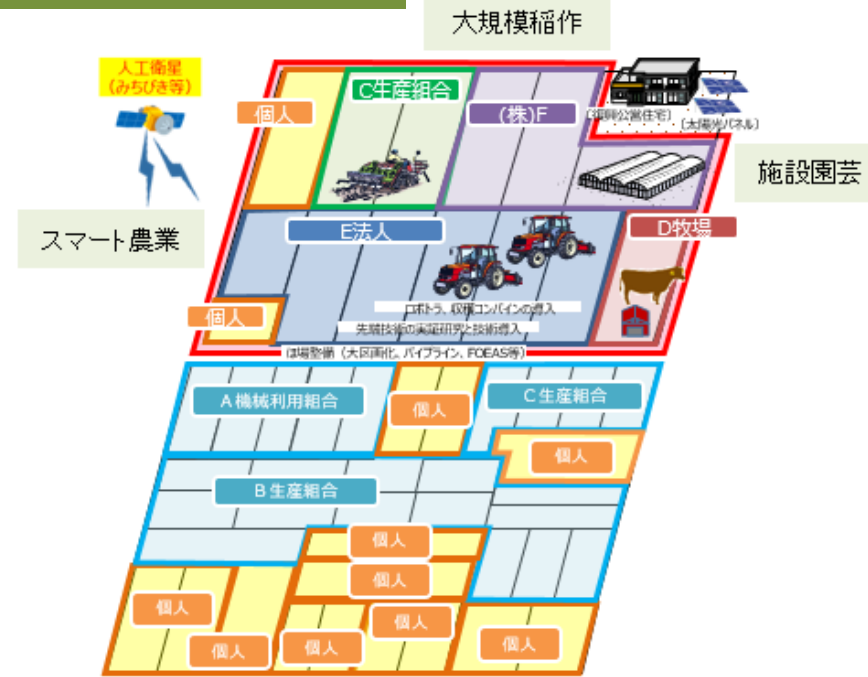 大規模稲作
人工衛星
(みちびき等)
個人
C生産組合
(株)F
〔復興公営住宅〕
〔太陽光パネル〕
施設園芸
スマート農業
E法人
D牧場
ロボトラ、収穫コンバインの導入
個人
先端技術の実証研究と技術導入
ほ場整備（大区画化、パイプライン、FOEAS等）
A機械利用組合
個人
C生産組合
個人
B生産組合
個人
個人
個人
個人
個人
個人
個人